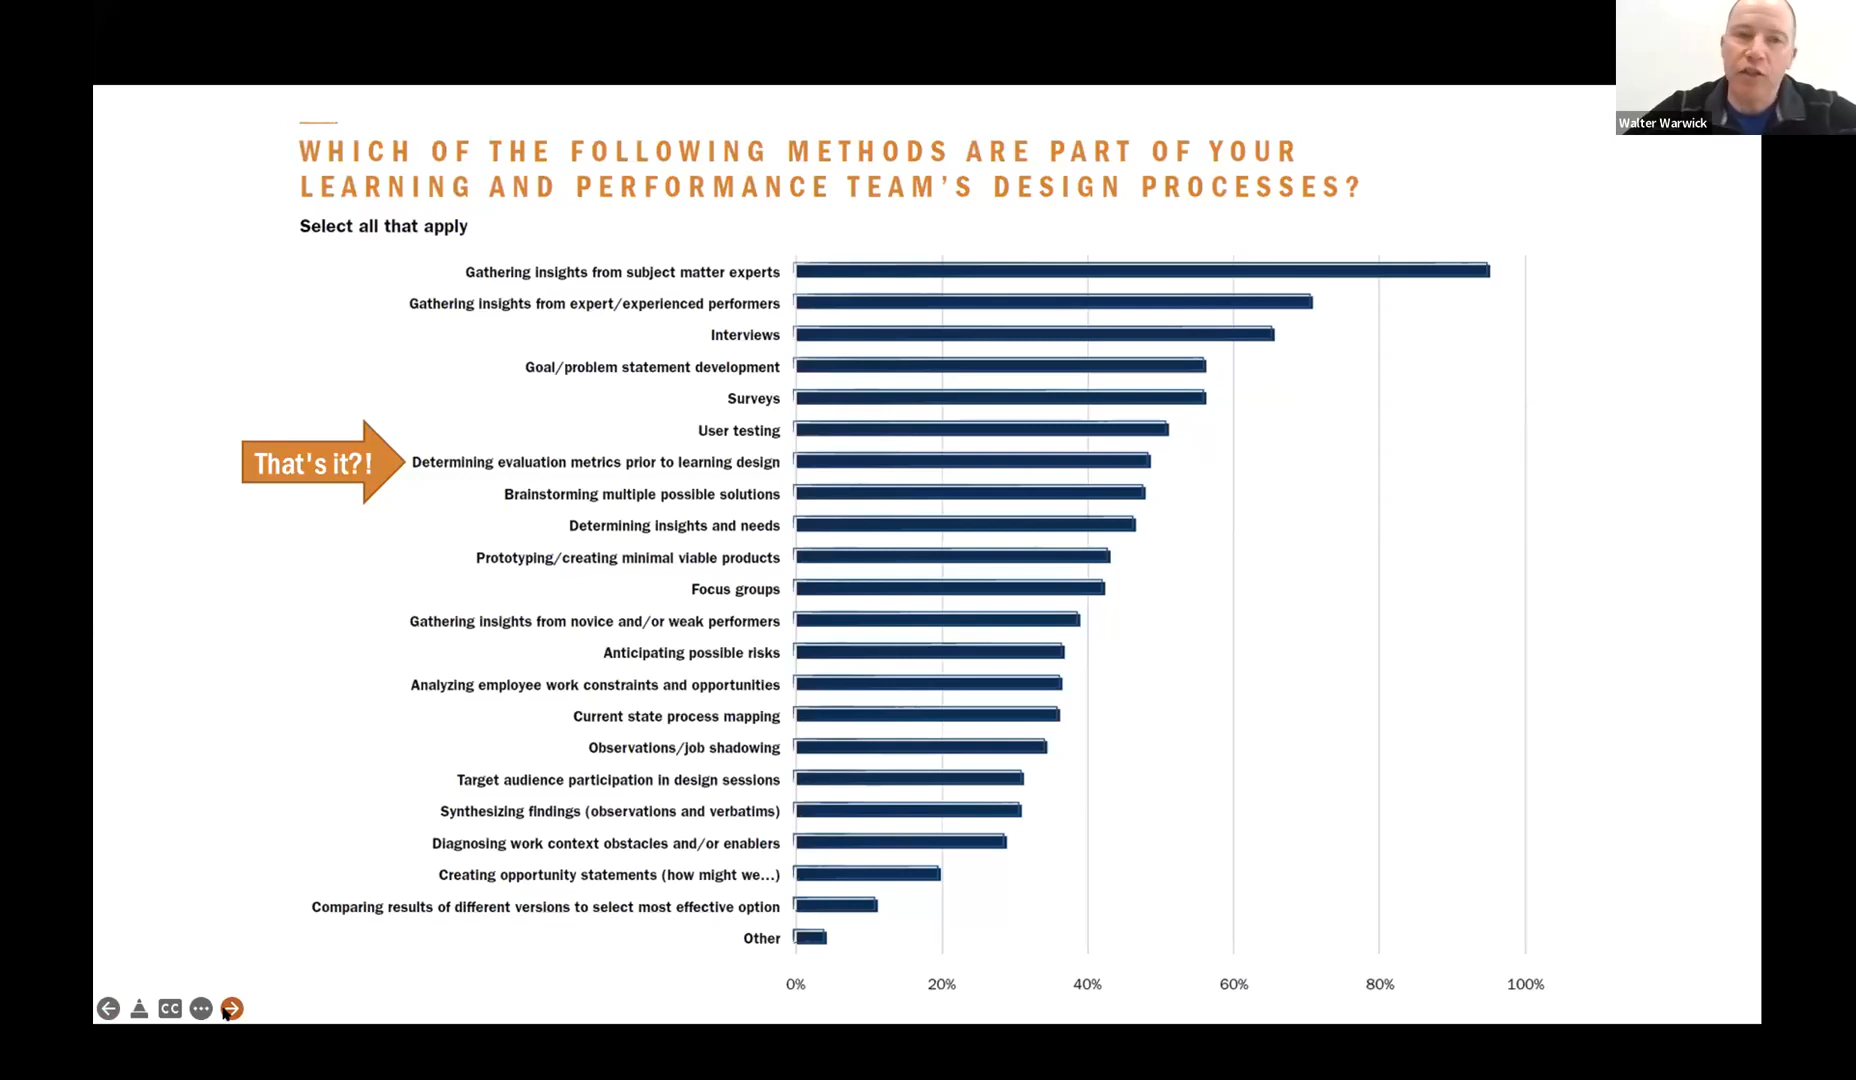 Walter Warwick
WHICH OF THE FOLLOWING METHODS ARE PART OF YOUR
LEARNING AND PERFORMANCE TEAM'S DESIGN PROCESSES?
Select all that apply
Gathering insights from subject matter experts
Gathering insights from expert/experienced performers
Interviews
Goal/problem statement development
Surveys
User testing
That's it?!
Determining evaluation metrics prior to learning design
Brainstorming multiple possible solutions
Determining insights and needs
Prototyping/creating minimal viable products
Focus groups
Gathering insights from novice and/or weak performers
Anticipating possible risks
Analyzing employee work constraints and opportunities
Current state process mapping
Observations/job shadowing
Target audience participation in design sessions
Synthesizing findings (observations and verbatims)
Diagnosing work context obstacles and/or enablers
Creating opportunity statements (how might we...)
Comparing results of different versions to select most effective option
Other
0% 20% 40% 60% 80% 100%
CC